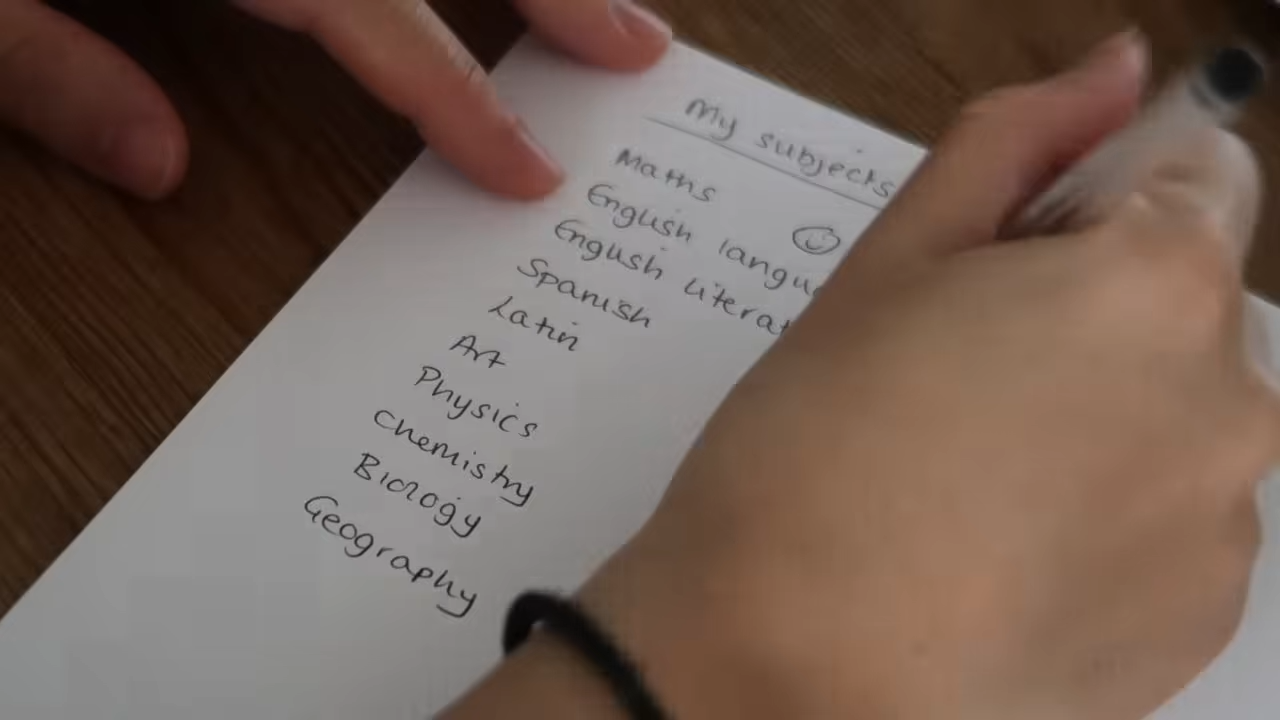 My subjects
Maths
English langu
English Literat
Spanish
Latin
Art
Physics
Chemistry
Biology
Geography